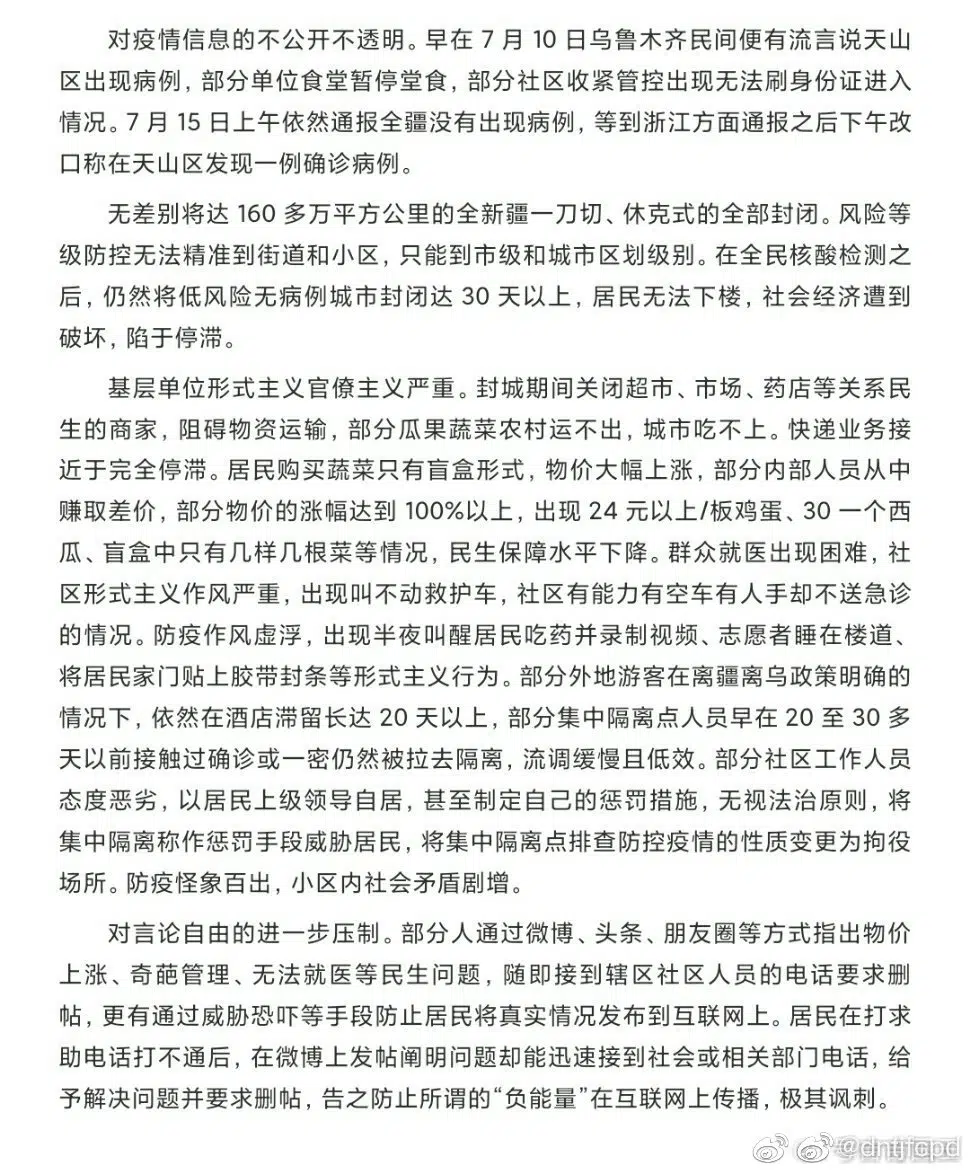 对疫情信息的不公开不透明。早在 7 月 10 日乌鲁木齐民间便有流言说天山
区出现病例，部分单位食堂暂停堂食，部分社区收紧管控出现无法刷身份证进入
情况。7 月 15 日上午依然通报全疆没有出现病例，等到浙江方面通报之后下午改
口称在天山区发现一例确诊病例。
无差别将达 160 多万平方公里的全新疆一刀切、休克式的全部封闭。风险等
级防控无法精准到街道和小区，只能到市级和城市区划级别。在全民核酸检测之
后，仍然将低风险无病例城市封闭达 30 天以上，居民无法下楼，社会经济遭到
破坏，陷于停滞。
基层单位形式主义官僚主义严重。封城期间关闭超市、市场、药店等关系民
生的商家，阻碍物资运输，部分瓜果蔬菜农村运不出，城市吃不上。快递业务接
近于完全停滞。居民购买蔬菜只有盲盒形式，物价大幅上涨，部分内部人员从中
赚取差价，部分物价的涨幅达到 100%以上，出现 24 元以上/板鸡蛋、30 一个西
瓜、盲盒中只有几样几根菜等情况，民生保障水平下降。群众就医出现困难，社
区形式主义作风严重，出现叫不动救护车，社区有能力有空车有人手却不送急诊
的情况。防疫作风虚浮，出现半夜叫醒居民吃药并录制视频、志愿者睡在楼道、
将居民家门贴上胶带封条等形式主义行为。部分外地游客在离疆离乌政策明确的
情况下，依然在酒店滞留长达 20 天以上，部分集中隔离点人员早在 20 至 30 多
天以前接触过确诊或一密仍然被拉去隔离，流调缓慢且低效。部分社区工作人员
态度恶劣，以居民上级领导自居，甚至制定自己的惩罚措施，无视法治原则，将
集中隔离称作惩罚手段威胁居民，将集中隔离点排查防控疫情的性质变更为拘役
场所。防疫怪象百出，小区内社会矛盾剧增。
对言论自由的进一步压制。部分人通过微博、头条、朋友圈等方式指出物价
上涨、奇葩管理、无法就医等民生问题，随即接到辖区社区人员的电话要求删
帖，更有通过威胁恐吓等手段防止居民将真实情况发布到互联网上。居民在打求
助电话打不通后，在微博上发帖阐明问题却能迅速接到社会或相关部门电话，给
予解决问题并要求删帖，告之防止所谓的“负能量”在互联网上传播，极其讽刺。